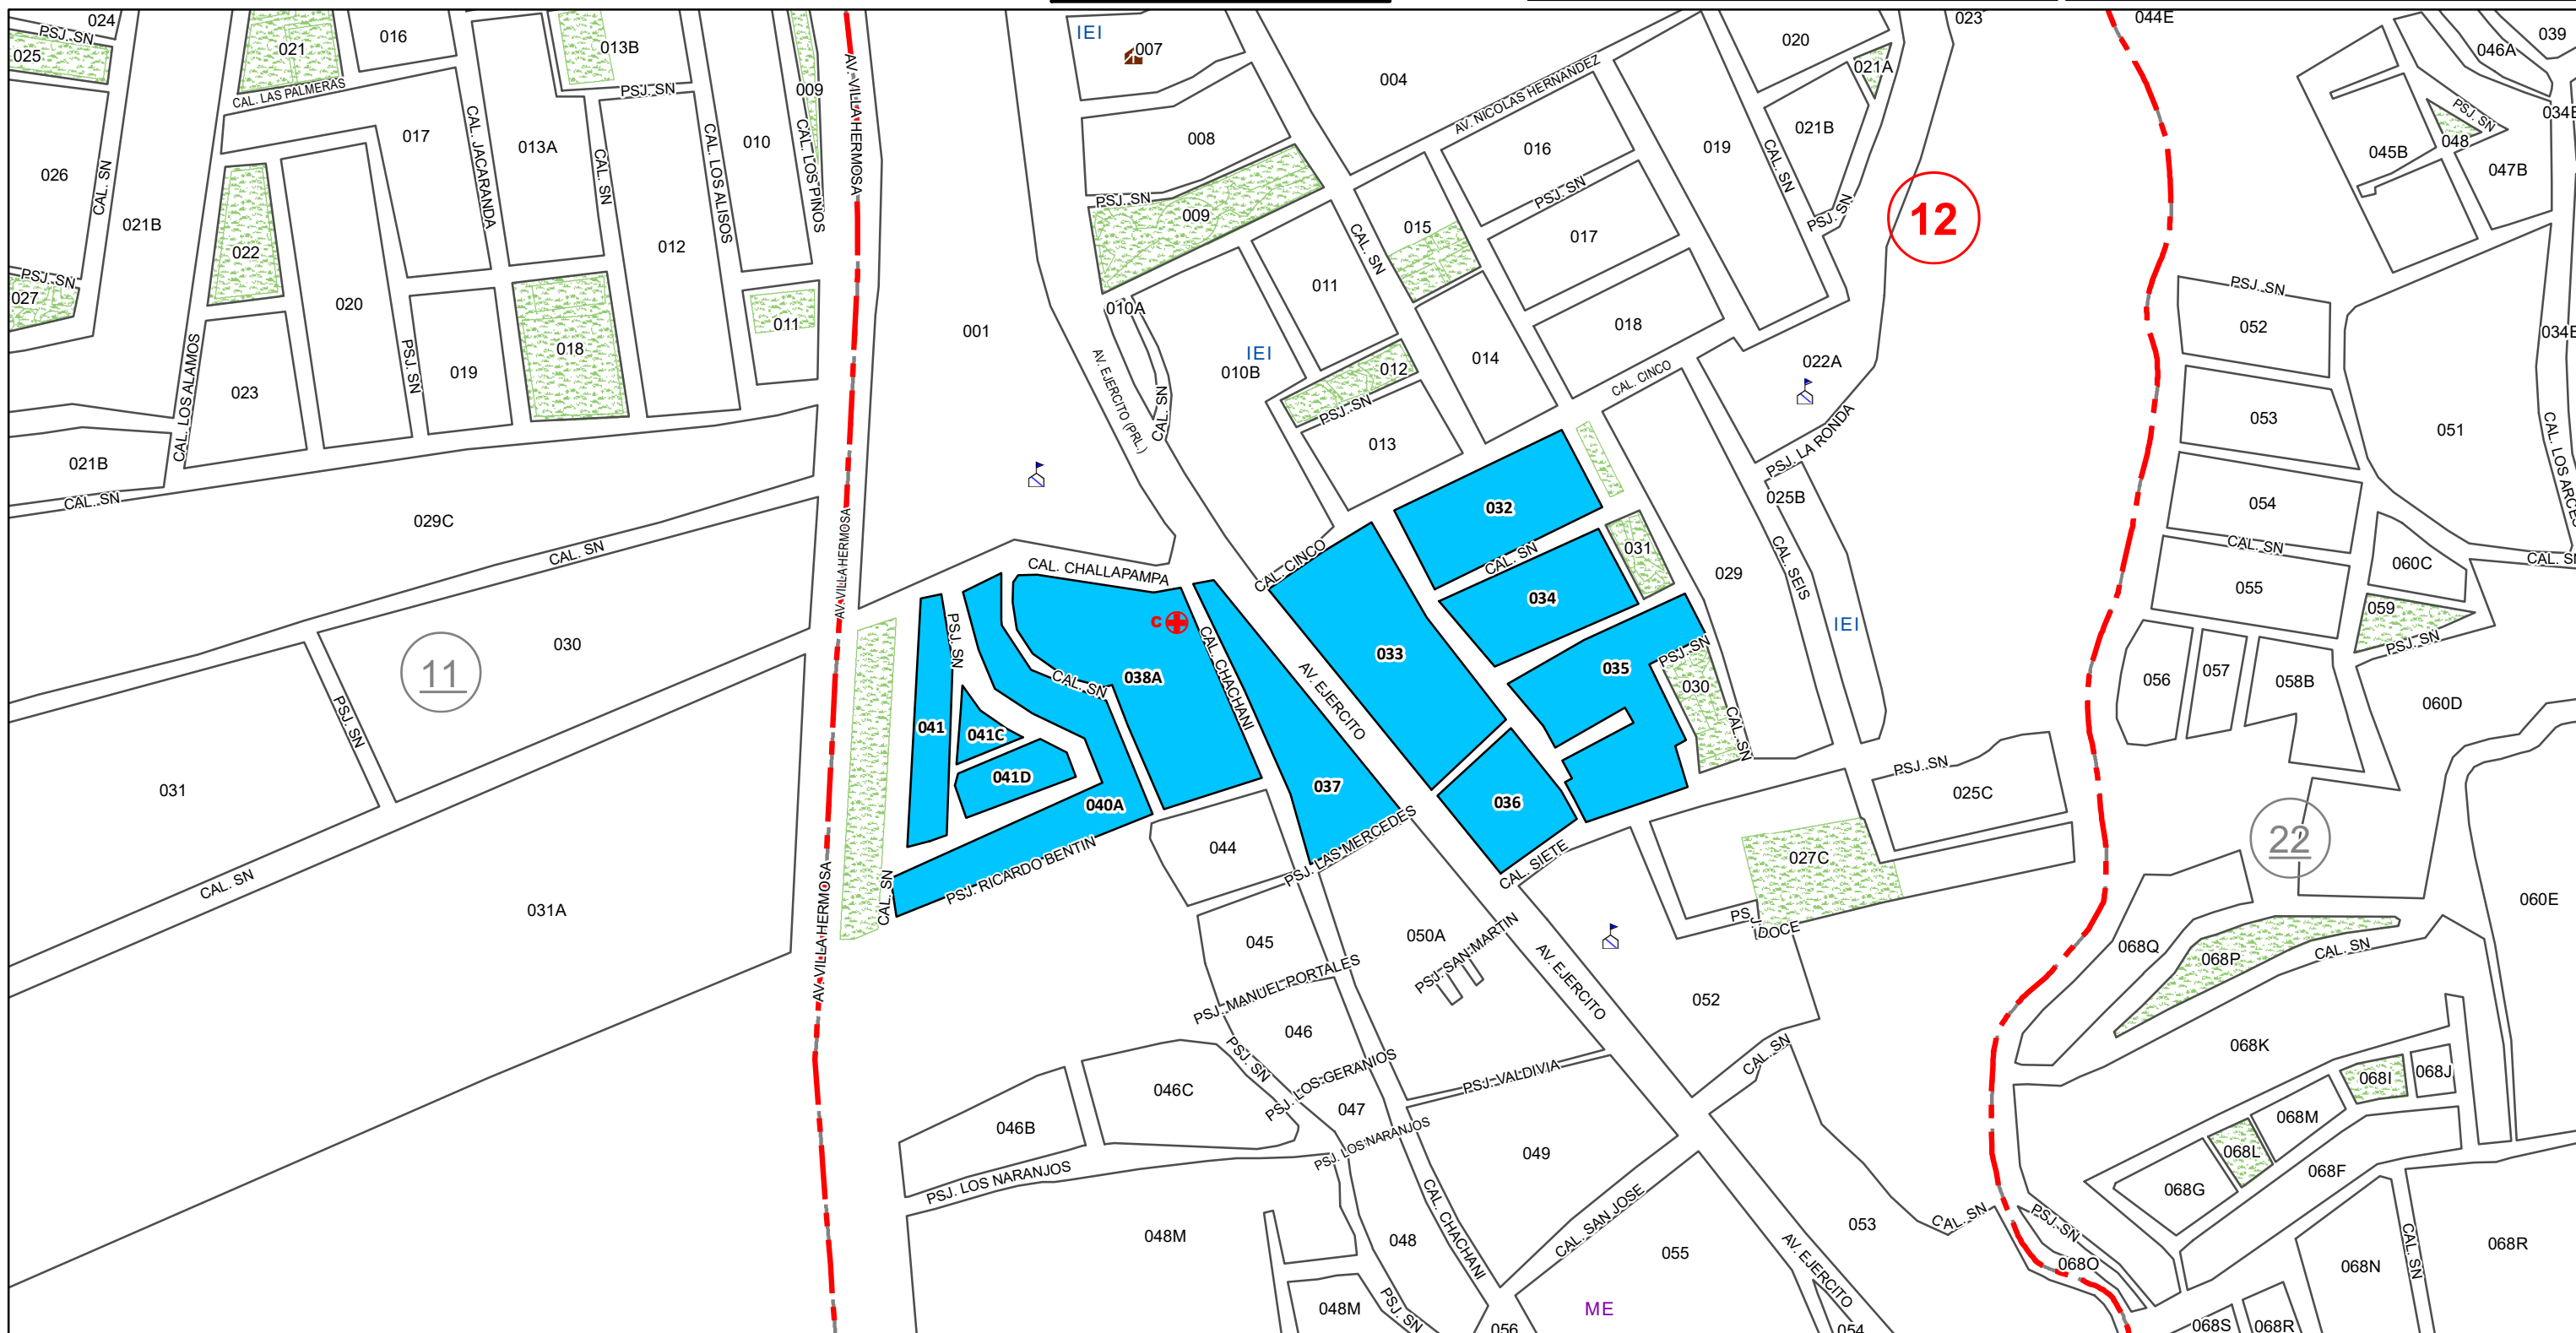 024
PSJ. SN
025
021
016
013B
CAL. LAS PALMERAS
PSJ. SN
009
AV. VILLA HERMOSA
IEI
007
004
AV. NICOLAS HERNANDEZ
020
023
021A
044E
046A
039
PSJ. SN
048
045B
047B
026
CAL. SN
021B
017
CAL. JACARANDA
013A
CAL. SN
CAL. LOS ALISOS
010
CAL. LOS PINOS
008
016
019
CAL. SN
021B
PSJ. SN
009
015
CAL. SN
PSJ. SN
017
PSJ. SN
12
022
012
PSJ. SN
027
020
018
011
010A
011
018
052
PSJ. SN
001
AV. EJERCITO (PRL.)
IEI
010B
CAL. SN
012
PSJ. SN
014
CAL. CINCO
022A
CAL. LOS ALAMOS
023
PSJ. SN
019
053
051
013
PSJ. LA RONDA
021B
CAL. SN
029C
CAL. SN
AV. VILLA HERMOSA
032
025B
054
CAL. SN
CAL. CINCO
CAL. SN
031
029
CAL. SEIS
CAL. CHALLAPAMPA
034
055
060C
059
PSJ. SN
030
11
PSJ. SN
PSJ. SN
C
CAL. CHACHANI
038A
CAL. SN
033
AV. EJERCITO
035
PSJ. SN
030
CAL. SN
IEI
056
057
058B
060D
041
041C
041D
040A
037
036
031
PSJ. SN
025C
22
CAL. SN
CAL. SN
PSJ. RICARDO BENTIN
044
PSJ. LAS MERCEDES
CAL. SIETE
027C
DOCE
031A
AV. VILLA HERMOSA
045
050A
PSJ. SAN MARTIN
AV. EJERCITO
060E
068Q
068P
CAL. SN
PSJ. MANUEL PORTALES
052
046
PSJ. SN
CAL. SN
068K
PSJ. LOS GERANIOS
PSJ. VALDIVIA
046C
046B
047
068I
068J
068M
PSJ. LOS NARANJOS
PSJ. LOS NARANJOS
049
068L
068F
068G
CAL. CHACHANI
CAL. SAN JOSE
053
CAL. SN
PSJ. SN
048M
048
055
AV. EJERCITO
068O
068N
CAL. SN
068R
048M
PSJ. SN
056
ME
054
068S
068R